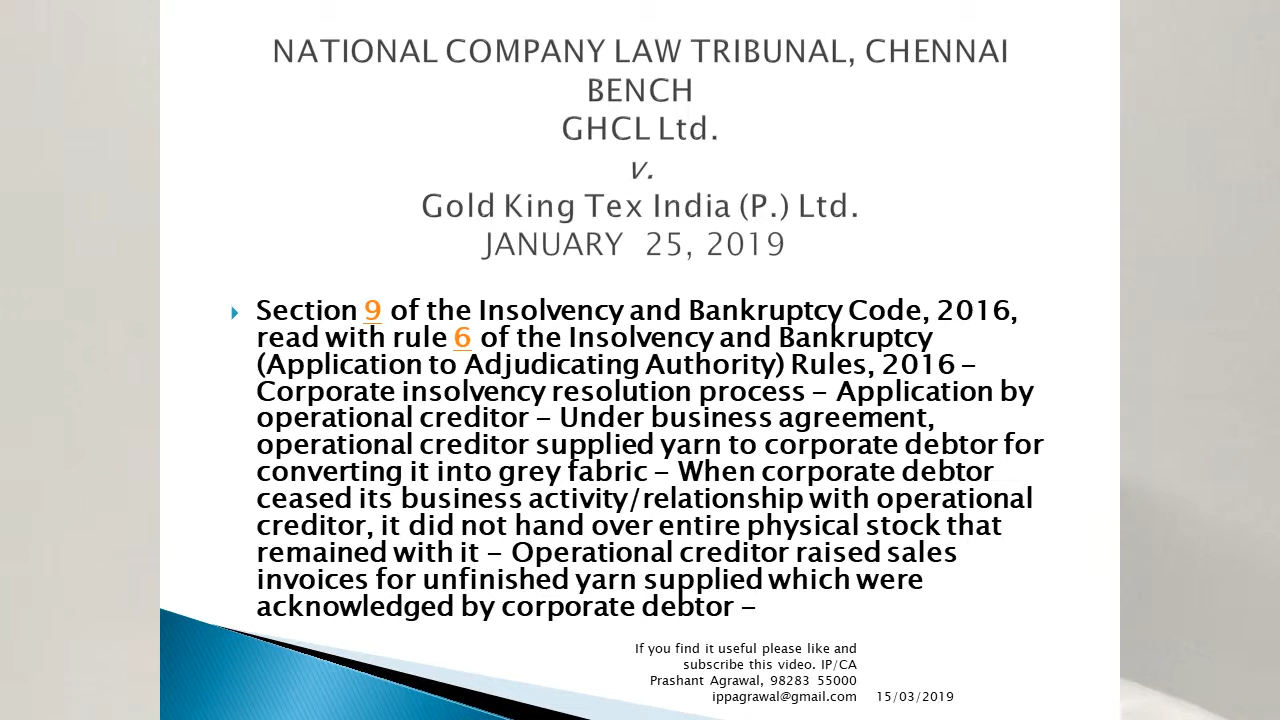 NATIONAL COMPANY LAW TRIBUNAL, CHENNAI
BENCH
GHCL Ltd.
v.
Gold King Tex India (P.) Ltd.
JANUARY 25, 2019
Section 9 of the Insolvency and Bankruptcy Code, 2016,
read with rule 6 of the Insolvency and Bankruptcy
(Application to Adjudicating Authority) Rules, 2016 –
Corporate insolvency resolution process – Application by
operational creditor – Under business agreement,
operational creditor supplied yarn to corporate debtor for
converting it into grey fabric – When corporate debtor
ceased its business activity/relationship with operational
creditor, it did not hand over entire physical stock that
remained with it – Operational creditor raised sales
invoices for unfinished yarn supplied which were
acknowledged by corporate debtor –
If you find it useful please like and
subscribe this video. IP/CA
Prashant Agrawal, 98283 55000
ippagrawal@gmail.com 15/03/2019